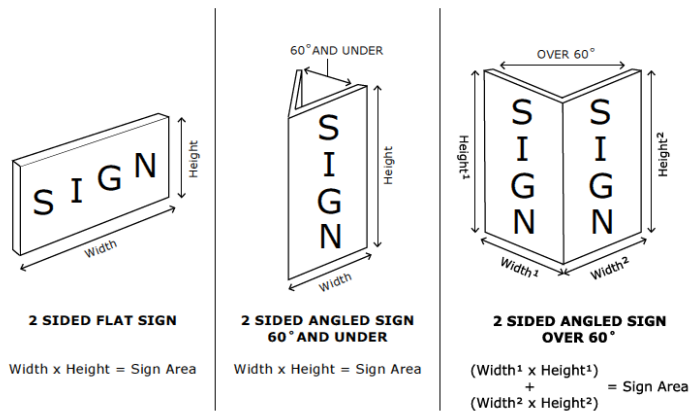 SIGN
Height
Width
2 SIDED FLAT SIGN
Width x Height = Sign Area
60°AND UNDER
S
I
G
N
Height
Width
2 SIDED ANGLED SIGN
60°AND UNDER
Width x Height = Sign Area
OVER 60°
S
I
G
N
S
I
G
N
Height¹
Height²
Width¹
Width²
2 SIDED ANGLED SIGN
OVER 60°
(Width¹ x Height¹)
+ = Sign Area
(Width² x Height²)